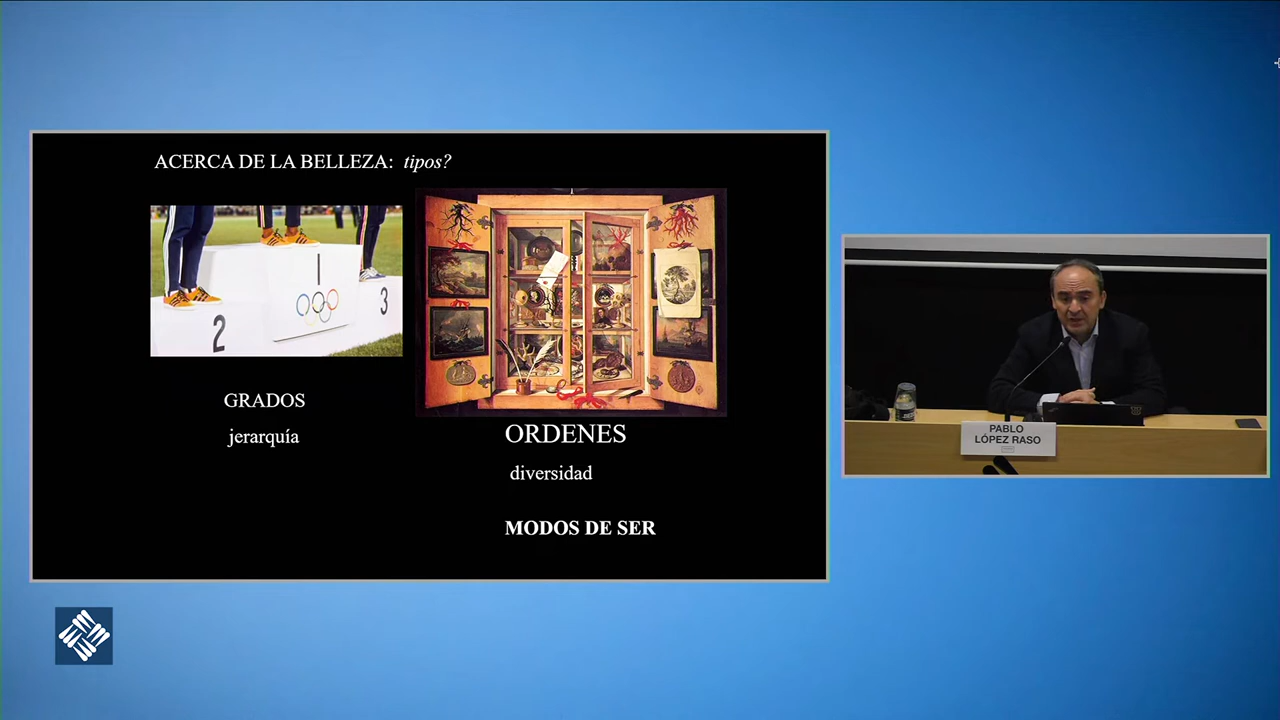 ACERCA DE LA BELLEZA: tipos?
1
2
3
GRADOS
jerarquía
ORDENES
diversidad
MODOS DE SER
PABLO
LÓPEZ RASO